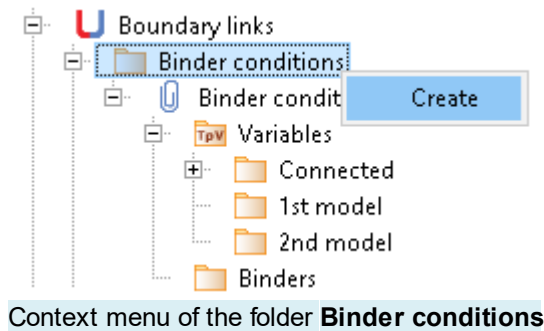 Boundary links
Binder conditions
Binder condit
Create
TpV Variables
Connected
1st model
2nd model
Binders
Context menu of the folder Binder conditions